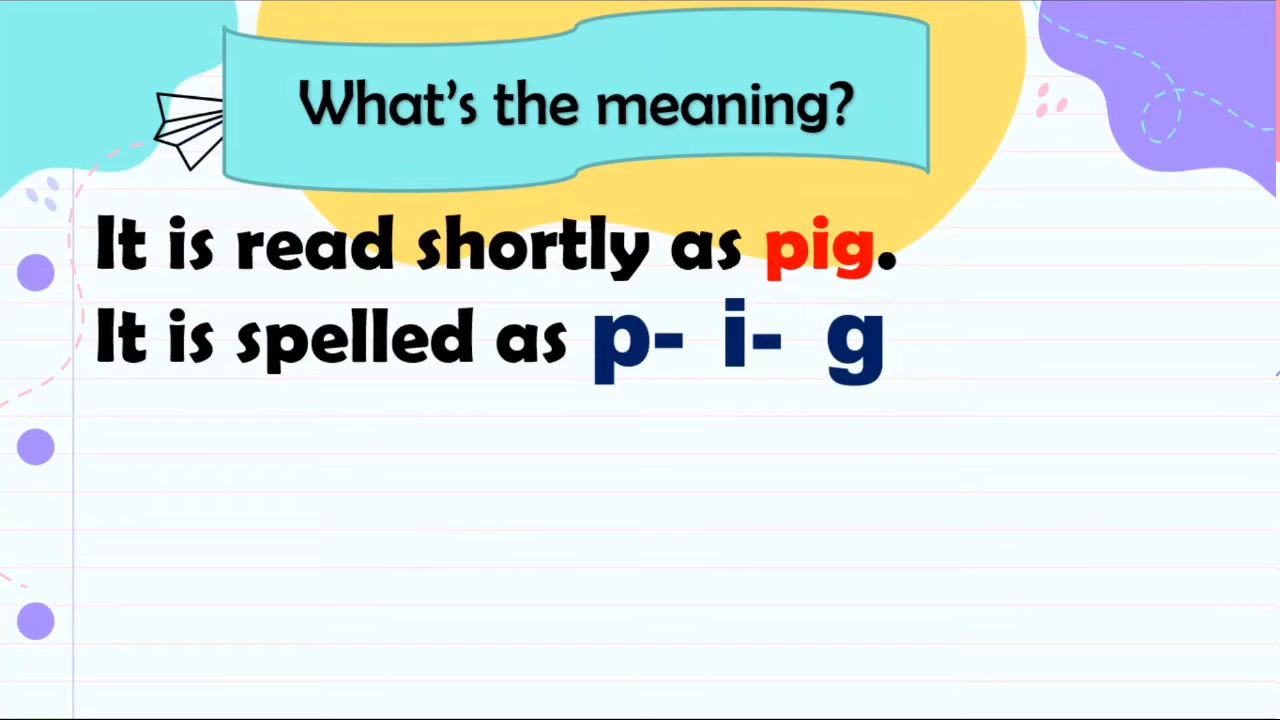 What's the meaning?
It is read shortly as pig.
It is spelled as p- i- g